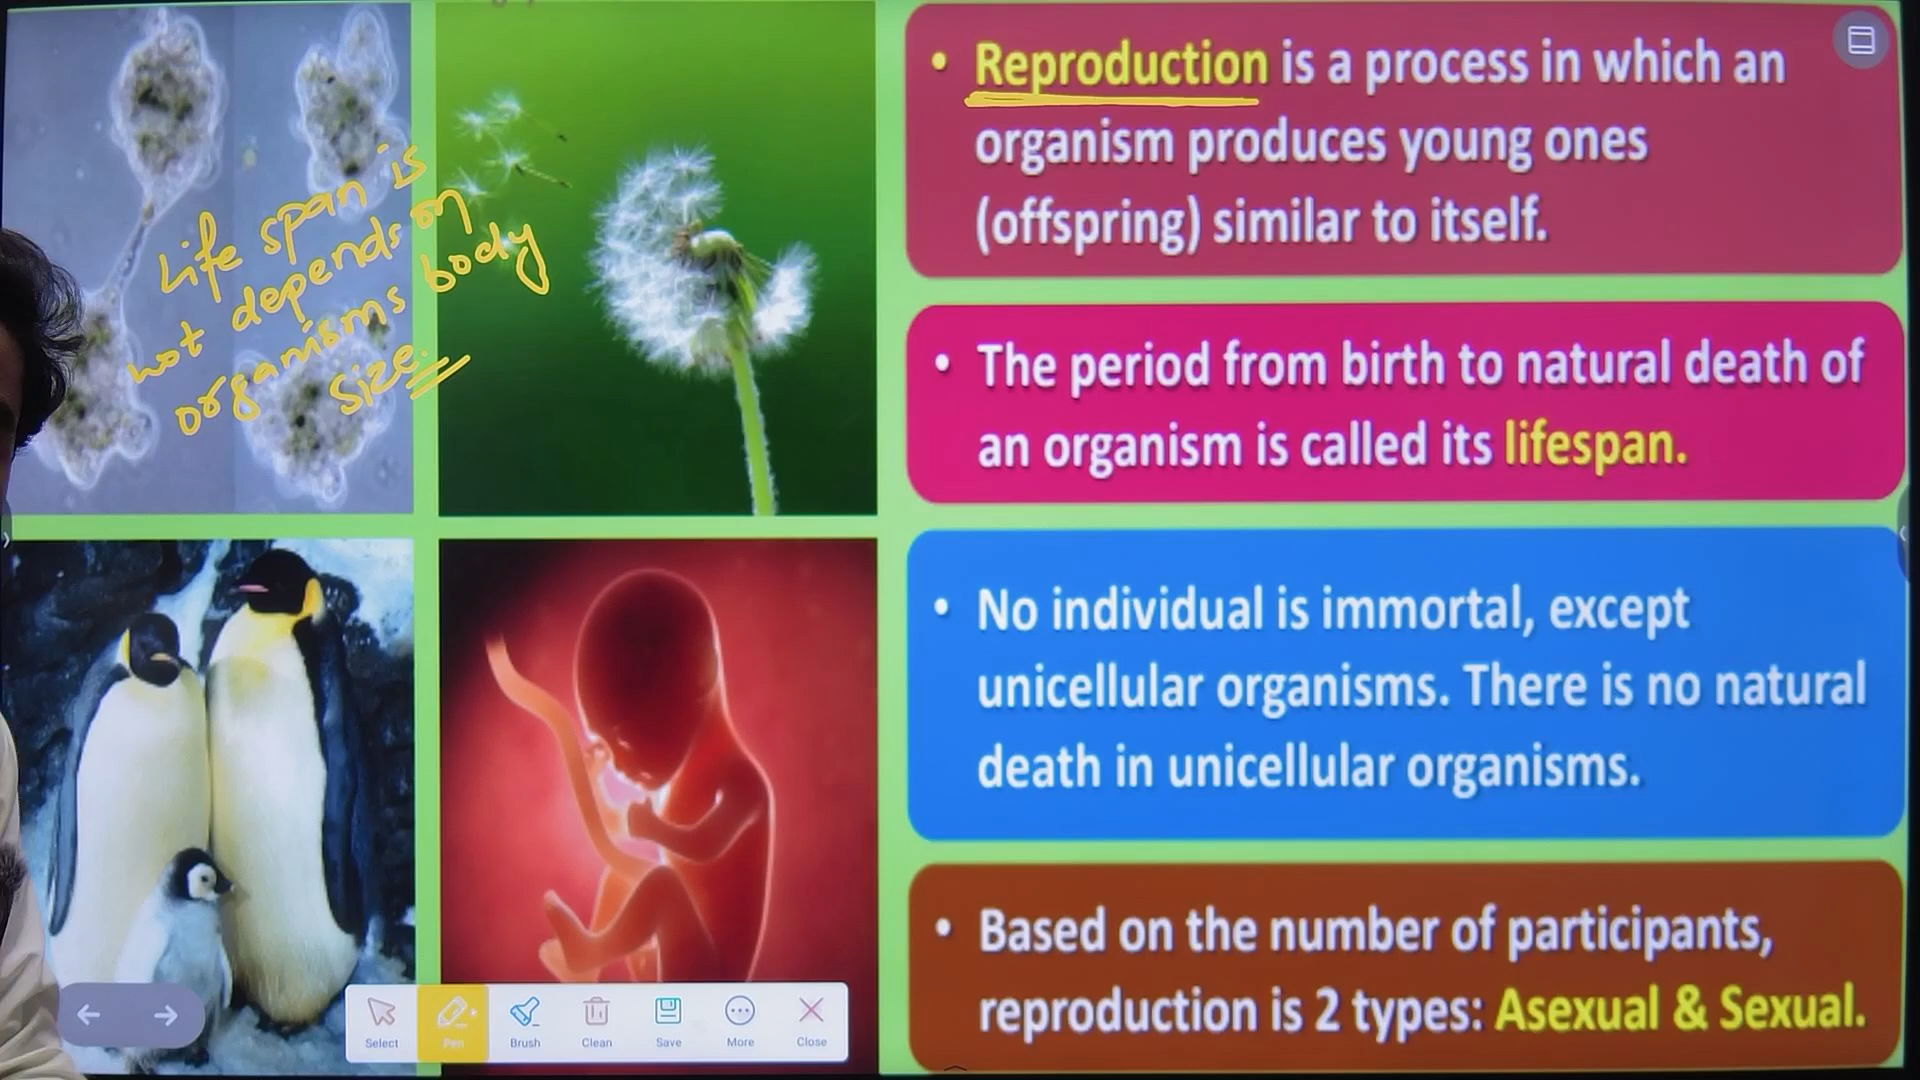 Life span is
not depends on
organisms body
size.
• Reproduction is a process in which an
organism produces young ones
(offspring) similar to itself.
• The period from birth to natural death of
an organism is called its lifespan.
• No individual is immortal, except
unicellular organisms. There is no natural
death in unicellular organisms.
• Based on the number of participants,
reproduction is 2 types: Asexual & Sexual.
Select Pen Brush Clean Save More Close